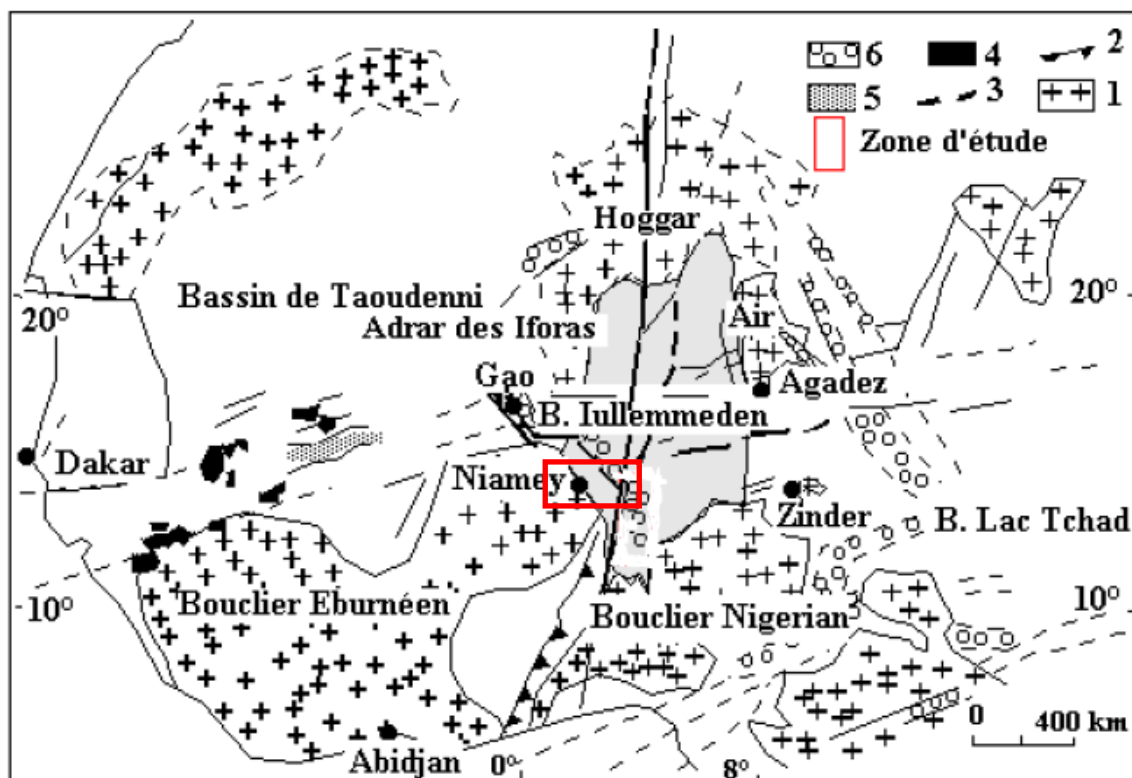 6 4 2
5 3 1
Zone d'étude
Hoggar
Bassin de Taoudenni
20°
20°
Adrar des Iforas
Air
Gao
Agadez
B. Iullemmeden
Dakar
Niamey
Zinder
B. Lac Tchad
10°
Bouclier Eburnéen
Bouclier Nigerian
10°
0 400 km
Abidjan
0°
8°